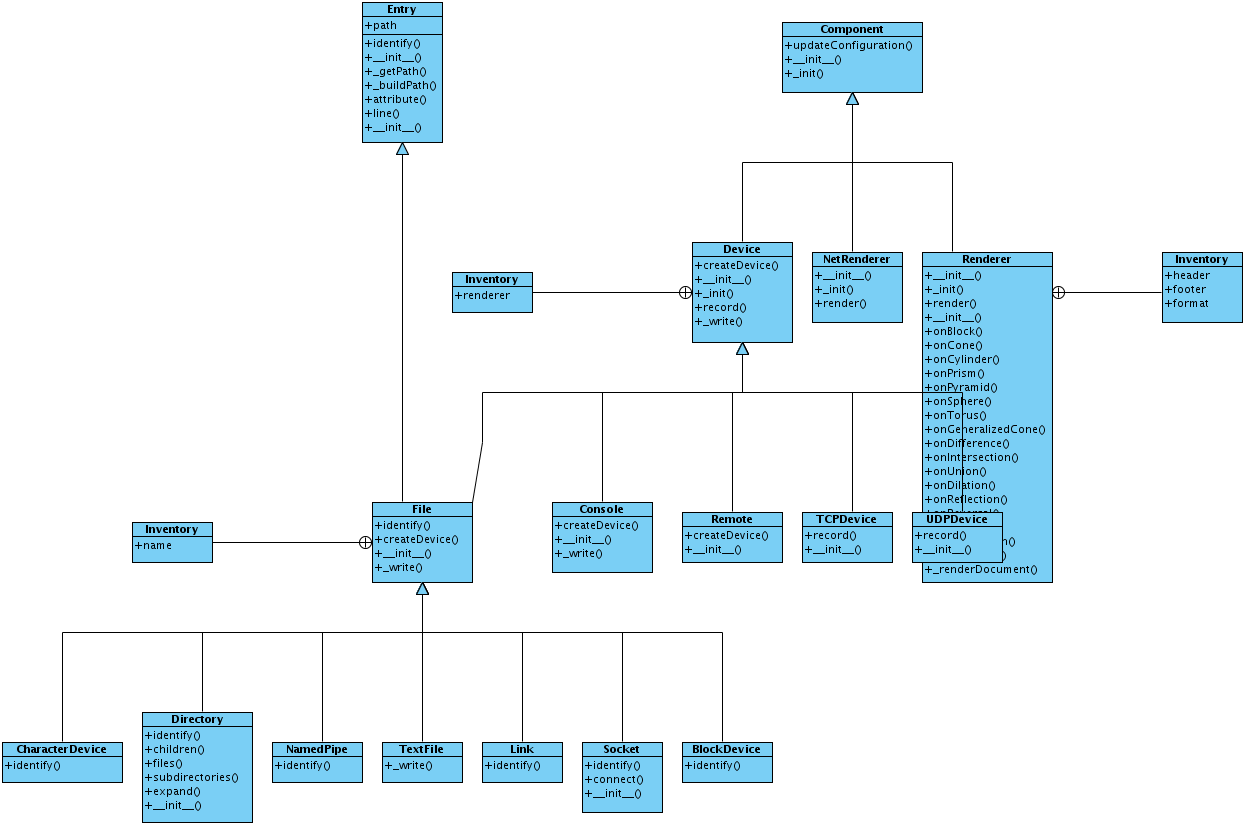 Entry
+path
+identify()
+__init__()
+_getPath()
+_buildPath()
+attribute()
+line()
+__init__()
Component
+updateConfiguration()
+__init__()
+_init()
Device
+createDevice()
+__init__()
+_init()
+record()
+_write()
NetRenderer
+__init__()
+_init()
+render()
Renderer
+__init__()
+_init()
+render()
+__init__()
+onBlock()
+onCone()
+onCylinder()
+onPrism()
+onPyramid()
+onSphere()
+onTorus()
+onGeneralizedCone()
+onDifference()
+onIntersection()
+onUnion()
+onDilation()
+onReflection()
+_renderDocument()
Inventory
+header
+footer
+format
Inventory
+renderer
Inventory
+name
File
+identify()
+createDevice()
+__init__()
+_write()
Console
+createDevice()
+__init__()
+_write()
Remote
+createDevice()
+__init__()
TCPDevice
+record()
+__init__()
UDPDevice
+record()
+__init__()
CharacterDevice
+identify()
Directory
+identify()
+children()
+files()
+subdirectories()
+expand()
+__init__()
NamedPipe
+identify()
TextFile
+_write()
Link
+identify()
Socket
+identify()
+connect()
+__init__()
BlockDevice
+identify()